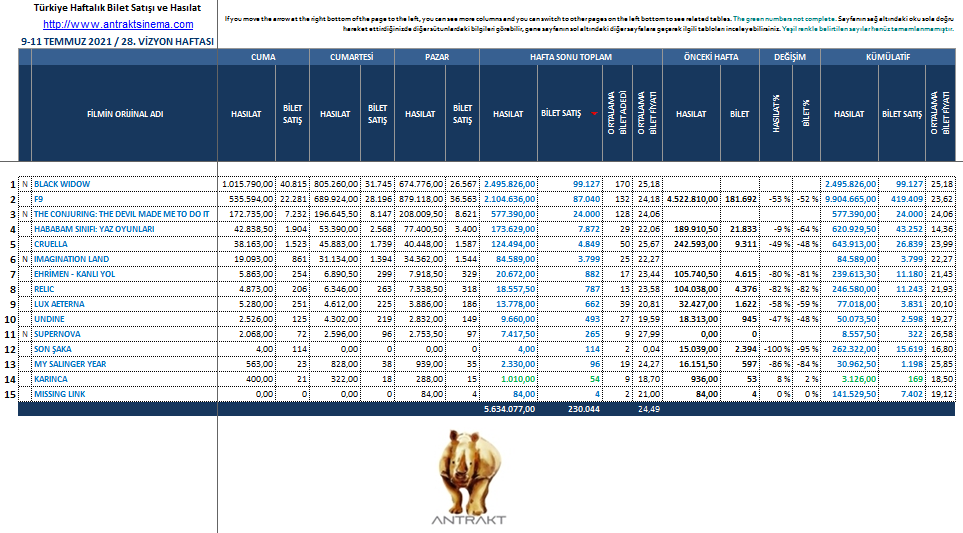 Türkiye Haftalık Bilet Satışı ve Hasılat
http://www.antraktsinema.com
9-11 TEMMUZ 2021 / 28. VİZYON HAFTASI
If you move the arrow at the right bottom of the page to the left, you can see more columns and you can switch to other pages on the left bottom to see related tables. The green numbers not complete. Sayfanın sağ altındaki oku sola doğru
hareket ettirdiğinizde diğer sütunlardaki bilgileri görebilir, gene sayfanın sol altındaki diğer sayfalara geçerek ilgili tabloları inceleyebilirsiniz. Yeşil renkle belirtilen sayılar henüz tamamlanmamıştır.
CUMA CUMARTESİ PAZAR HAFTA SONU TOPLAM ÖNCEKİ HAFTA DEĞİŞİM KÜMÜLATİF
FİLMİN ORİJİNAL ADI HASILAT BİLET SATIŞ HASILAT BİLET SATIŞ HASILAT BİLET SATIŞ HASILAT BİLET SATIŞ ORTALAMA BİLET ADEDİ ORTALAMA BİLET FİYATI HASILAT BİLET HASILAT % BİLET % HASILAT BİLET SATIŞ ORTALAMA BİLET FİYATI
1 N BLACK WIDOW 1.015.790,00 40.815 805.260,00 31.745 674.776,00 26.567 2.495.826,00 99.127 170 25,18 2.495.826,00 99.127 25,18
2 F9 535.594,00 22.281 689.924,00 28.196 879.118,00 36.563 2.104.636,00 87.040 132 24,18 4.522.810,00 181.692 -53 % -52 % 9.904.665,00 419.409 23,62
3 N THE CONJURING: THE DEVIL MADE ME TO DO IT 172.735,00 7.232 196.645,50 8.147 208.009,50 8.621 577.390,00 24.000 128 24,06 577.390,00 24.000 24,06
4 HABABAM SINIFI: YAZ OYUNLARI 42.838,50 1.904 53.390,00 2.568 77.400,50 3.400 173.629,00 7.872 29 22,06 189.910,50 21.833 -9 % -64 % 620.929,50 43.252 14,36
5 CRUELLA 38.163,00 1.523 45.883,00 1.739 40.448,00 1.587 124.494,00 4.849 50 25,67 242.593,00 9.311 -49 % -48 % 643.913,00 26.839 23,99
6 N IMAGINATION LAND 19.093,00 861 31.134,00 1.394 34.362,00 1.544 84.589,00 3.799 25 22,27 84.589,00 3.799 22,27
7 EHRİMEN - KANLI YOL 5.863,00 254 6.890,50 299 7.918,50 329 20.672,00 882 17 23,44 105.740,50 4.615 -80 % -81 % 239.613,30 11.180 21,43
8 RELIC 4.873,00 206 6.346,00 263 7.338,50 318 18.557,50 787 13 23,58 104.038,00 4.376 -82 % -82 % 246.580,00 11.243 21,93
9 LUX AETERNA 5.280,00 251 4.612,00 225 3.886,00 186 13.778,00 662 39 20,81 32.427,00 1.622 -58 % -59 % 77.018,00 3.831 20,10
10 UNDINE 2.526,00 125 4.302,00 219 2.832,00 149 9.660,00 493 27 19,59 18.313,00 945 -47 % -48 % 50.073,50 2.598 19,27
11 N SUPERNOVA 2.068,00 72 2.596,00 96 2.753,50 97 7.417,50 265 9 27,99 0,00 0 8.557,50 322 26,58
12 SON ŞAKA 4,00 114 0,00 0 0,00 0 4,00 114 2 0,04 15.039,00 2.394 -100 % -95 % 262.322,00 15.619 16,80
13 MY SALINGER YEAR 563,00 23 828,00 38 939,00 35 2.330,00 96 19 24,27 16.151,50 597 -86 % -84 % 30.962,50 1.198 25,85
14 KARINCA 400,00 21 322,00 18 288,00 15 1.010,00 54 9 18,70 936,00 53 8 % 2 % 3.126,00 169 18,50
15 MISSING LINK 0,00 0 0,00 0 84,00 4 84,00 4 2 21,00 84,00 4 0 % 0 % 141.529,50 7.402 19,12
5.634.077,00 230.044 24,49
ANTRAKT